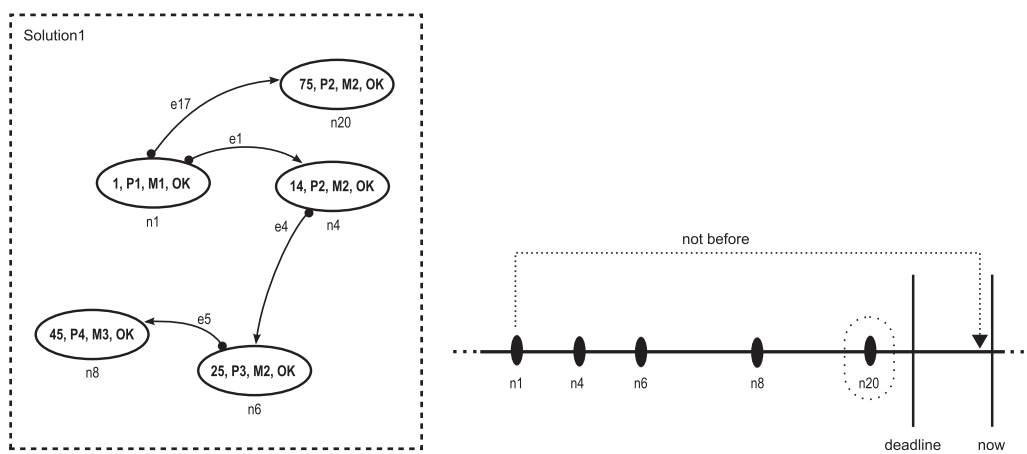 Solution1
75, P2, M2, OK
n20
e17
e1
1, P1, M1, OK
n1
14, P2, M2, OK
n4
e4
e5
45, P4, M3, OK
n8
25, P3, M2, OK
n6
not before
n1 n4 n6 n8 n20
deadline now